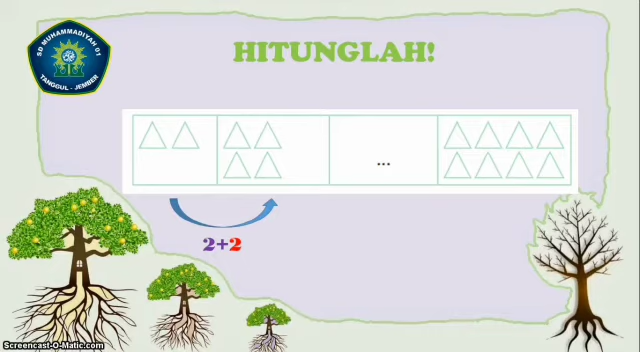 SD MUHAMMADIYAH 01
TANGGUL - JEMBER
HITUNGLAH!
...
2+2
Screencast-O-Matic.com